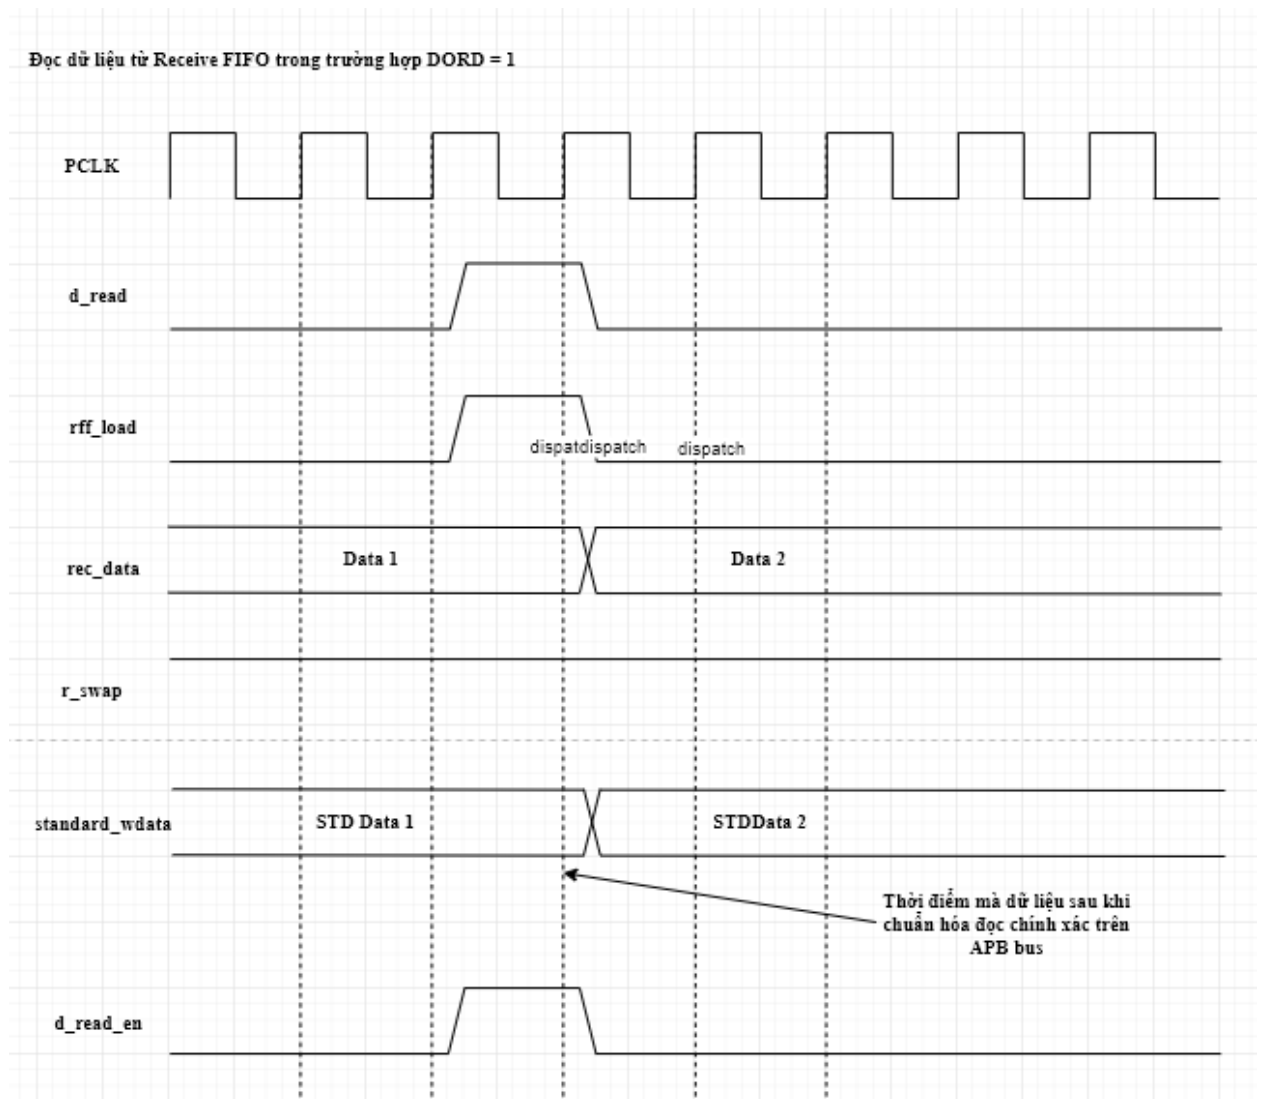 Đọc dữ liệu từ Receive FIFO trong trường hợp DORD = 1
PCLK
d_read
rff_load
dispatdispatch
dispatch
rec_data
Data 1
Data 2
r_swap
standard_wdata
STD Data 1
STDData 2
Thời điểm mà dữ liệu sau khi
chuẩn hóa đọc chính xác trên
APB bus
d_read_en